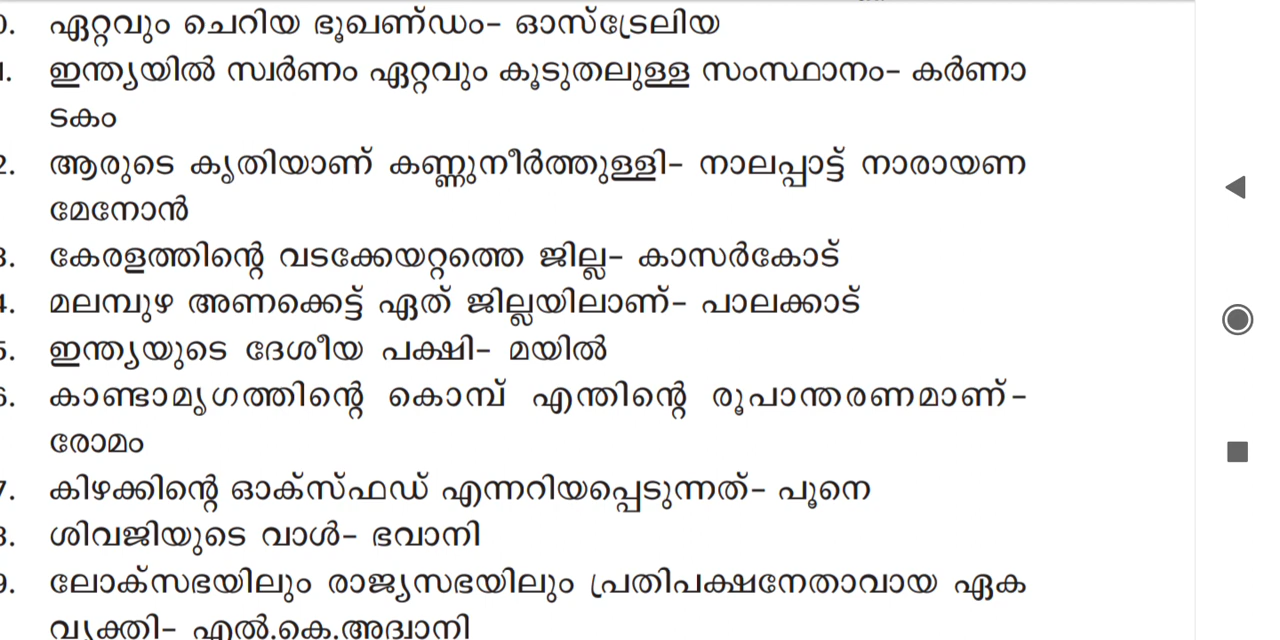 0. ഏറ്റവും ചെറിയ ഭൂഖണ്ഡം- ഓസ്ട്രേലിയ
1. ഇന്ത്യയിൽ സ്വർണം ഏറ്റവും കൂടുതലുള്ള സംസ്ഥാനം- കർണാ
ടകം
2. ആരുടെ കൃതിയാണ് കണ്ണുനീർത്തുള്ളി- നാലപ്പാട്ട് നാരായണ
മേനോൻ
3. കേരളത്തിന്റെ വടക്കേയറ്റത്തെ ജില്ല- കാസർകോട്
4. മലമ്പുഴ അണക്കെട്ട് ഏത് ജില്ലയിലാണ്- പാലക്കാട്
5. ഇന്ത്യയുടെ ദേശീയ പക്ഷി- മയിൽ
6. കാണ്ടാമൃഗത്തിന്റെ കൊമ്പ് എന്തിന്റെ രൂപാന്തരണമാണ്-
രോമം
7. കിഴക്കിന്റെ ഓക്സ്ഫഡ് എന്നറിയപ്പെടുന്നത്- പൂനെ
8. ശിവജിയുടെ വാൾ- ഭവാനി
9. ലോക്സഭയിലും രാജ്യസഭയിലും പ്രതിപക്ഷനേതാവായ ഏക
വ്യക്തി- എൽ.കെ.അദ്വാനി